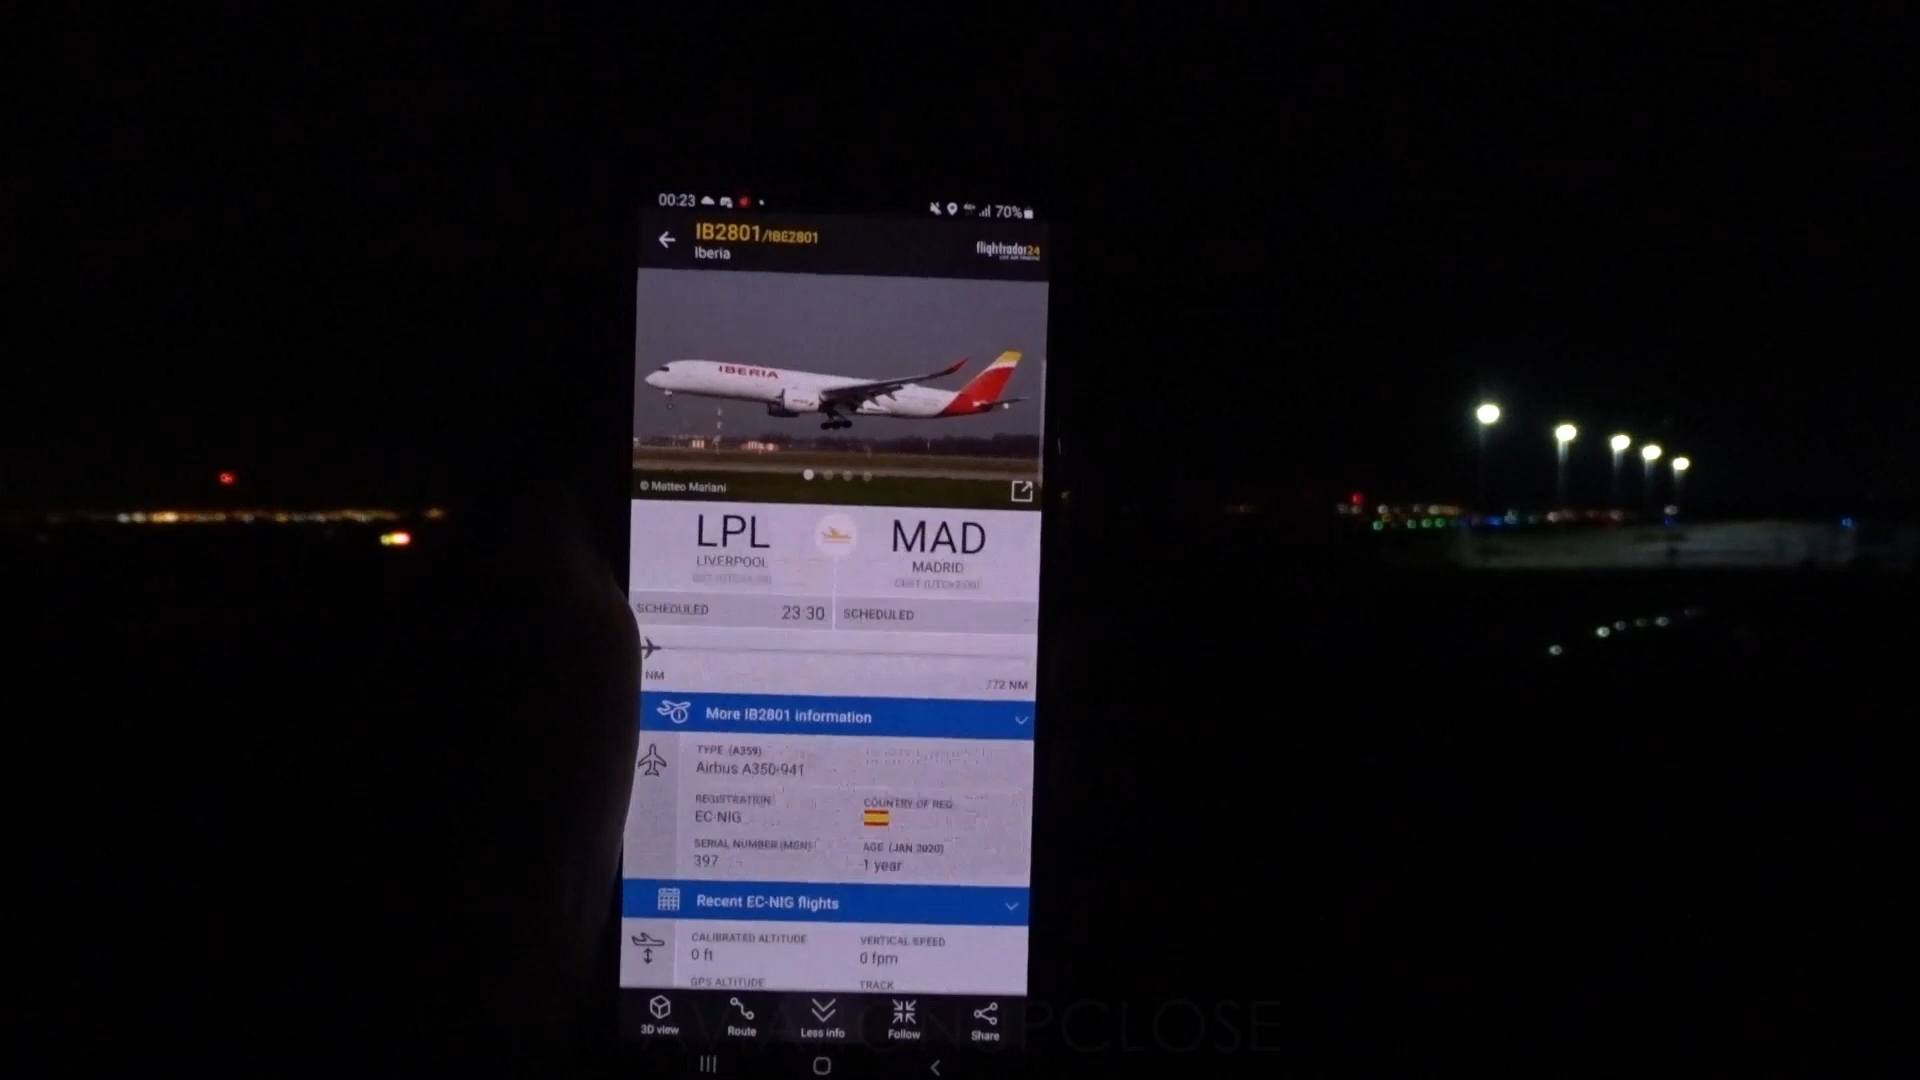 00:23
70%
IB2801/IBE2801
Iberia
flightradar24
IBERIA
© Matteo Mariani
LPL
MAD
LIVERPOOL
MADRID
SCHEDULED 23:30
SCHEDULED
NM
772 NM
More IB2801 information
TYPE (A359)
Airbus A350-941
REGISTRATION
COUNTRY OF REG
EC-NIG
SERIAL NUMBER (MSN)
AGE (JAN 2020)
397
1 year
Recent EC-NIG flights
CALIBRATED ALTITUDE
VERTICAL SPEED
0 ft
0 fpm
GPS ALTITUDE
TRACK
3D view
Route
Less info
Follow
Share
AVIATIONUPCLOSE